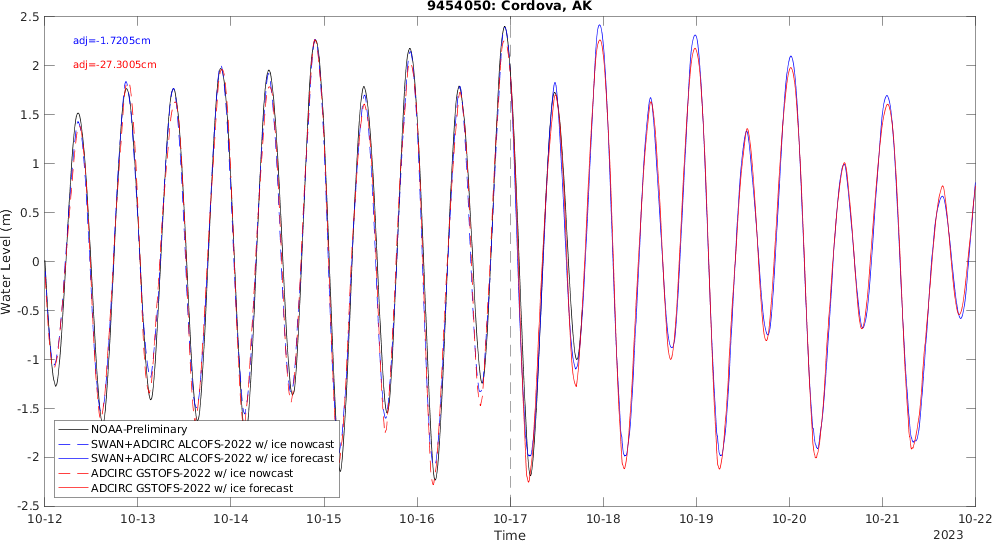 9454050: Cordova, AK
adj=-1.7205cm
adj=-27.3005cm
Water Level (m)
2.5
2
1.5
1
0.5
0
-0.5
-1
-1.5
-2
-2.5
NOAA-Preliminary
SWAN+ADCIRC ALCOFS-2022 w/ ice nowcast
SWAN+ADCIRC ALCOFS-2022 w/ ice forecast
ADCIRC GSTOFS-2022 w/ ice nowcast
ADCIRC GSTOFS-2022 w/ ice forecast
10-12 10-13 10-14 10-15 10-16 10-17 10-18 10-19 10-20 10-21 10-22
Time
2023